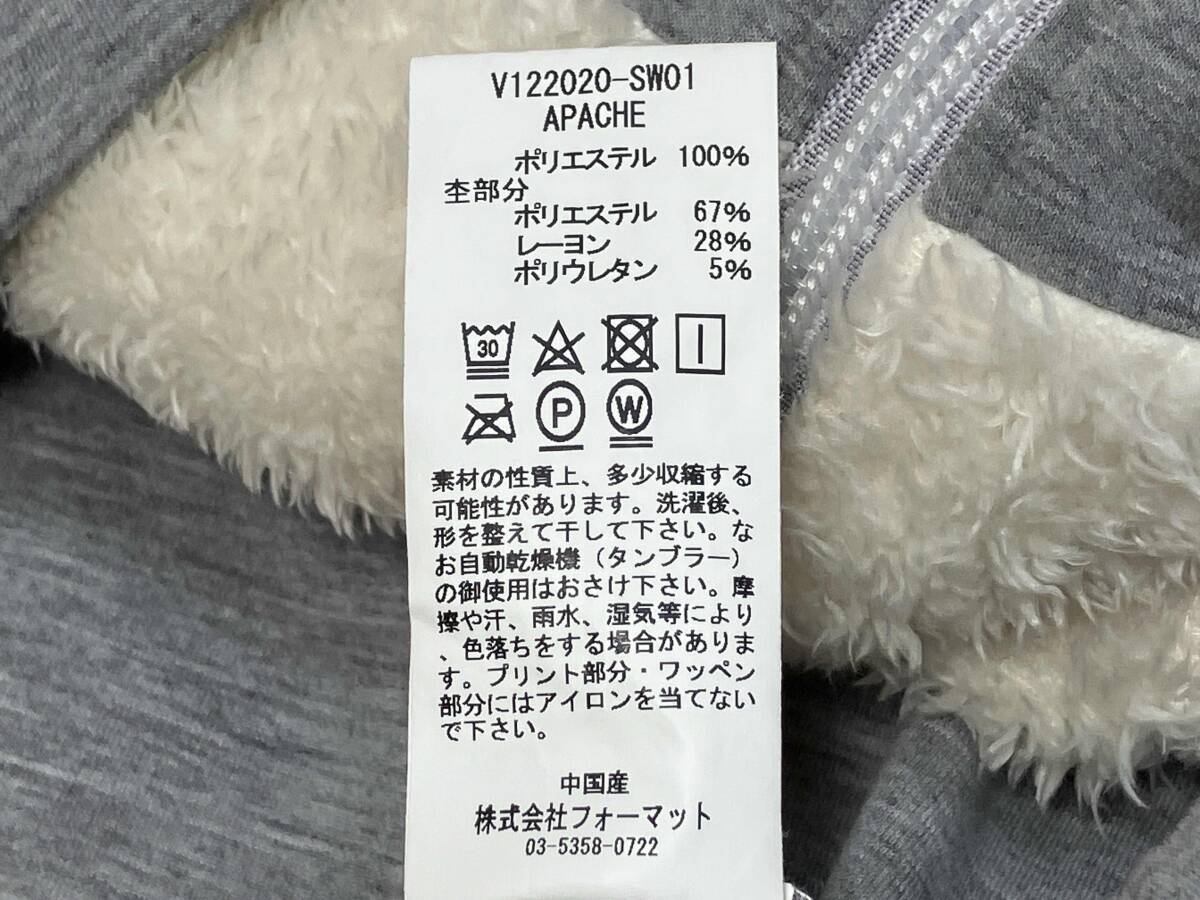 V122020-SW01
APACHE
ポリエステル 100%
杢部分
ポリエステル 67%
レーヨン 28%
ポリウレタン 5%
30
P
W
素材の性質上、多少収縮する
可能性があります。洗濯後、
形を整えて干して下さい。な
お自動乾燥機(タンブラー)
の御使用はおさけ下さい。摩
擦や汗、雨水、湿気等により
、色落ちをする場合がありま
す。プリント部分・ワッペン
部分にはアイロンを当てない
で下さい。
中国産
株式会社フォーマット
03-5358-0722